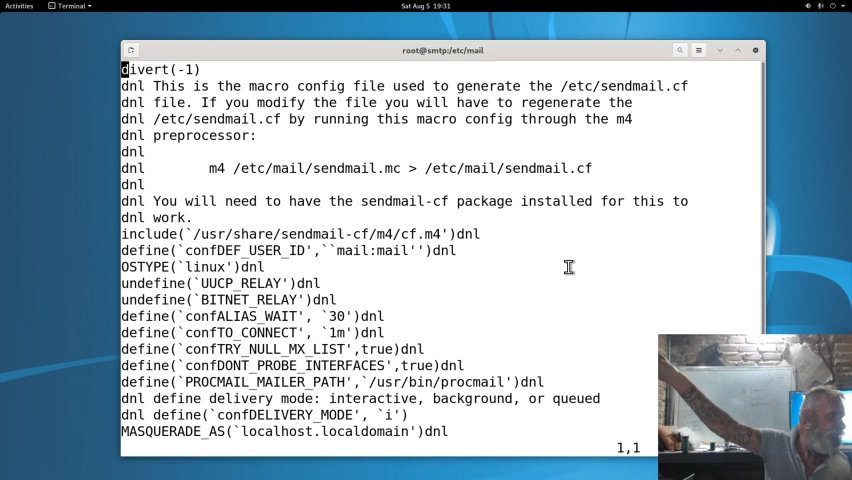 Activities
Terminal
Sat Aug 5 19:31
root@smtp:/etc/mail
divert(-1)
dnl This is the macro config file used to generate the /etc/sendmail.cf
dnl file. If you modify the file you will have to regenerate the
dnl /etc/sendmail.cf by running this macro config through the m4
dnl preprocessor:
dnl
dnl        m4 /etc/mail/sendmail.mc > /etc/mail/sendmail.cf
dnl
dnl You will need to have the sendmail-cf package installed for this to
dnl work.
include(`/usr/share/sendmail-cf/m4/cf.m4')dnl
define(`confDEF_USER_ID',``mail:mail'')dnl
OSTYPE(`linux')dnl
undefine(`UUCP_RELAY')dnl
undefine(`BITNET_RELAY')dnl
define(`confALIAS_WAIT', `30')dnl
define(`confTO_CONNECT', `1m')dnl
define(`confTRY_NULL_MX_LIST',true)dnl
define(`confDONT_PROBE_INTERFACES',true)dnl
define(`PROCMAIL_MAILER_PATH',`/usr/bin/procmail')dnl
dnl define delivery mode: interactive, background, or queued
dnl define(`confDELIVERY_MODE', `i')
MASQUERADE_AS(`localhost.localdomain')dnl
1,1